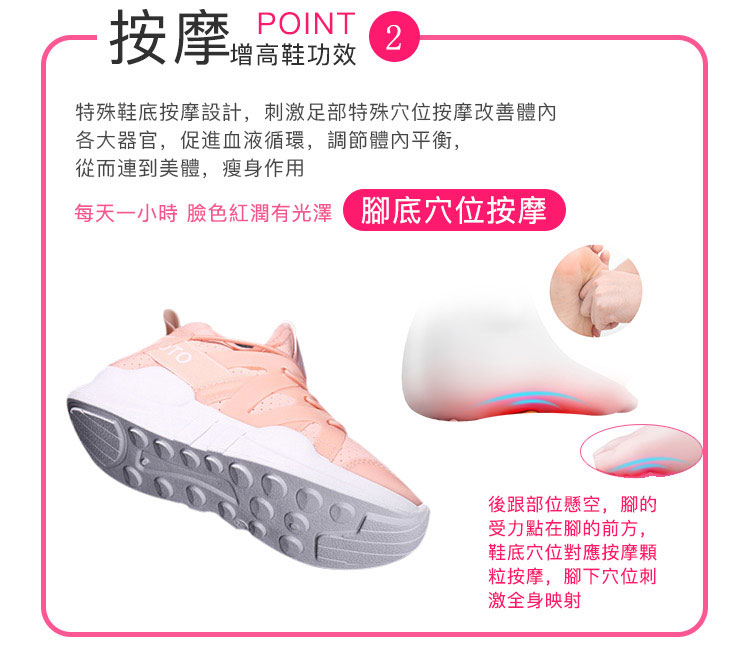 按摩 POINT 2
增高鞋功效
特殊鞋底按摩設計，刺激足部特殊穴位按摩改善體內
各大器官，促進血液循環，調節體內平衡，
從而連到美體，瘦身作用
每天一小時 臉色紅潤有光澤 腳底穴位按摩
後跟部位懸空，腳的
受力點在腳的前方，
鞋底穴位對應按摩顆
粒按摩，腳下穴位刺
激全身映射